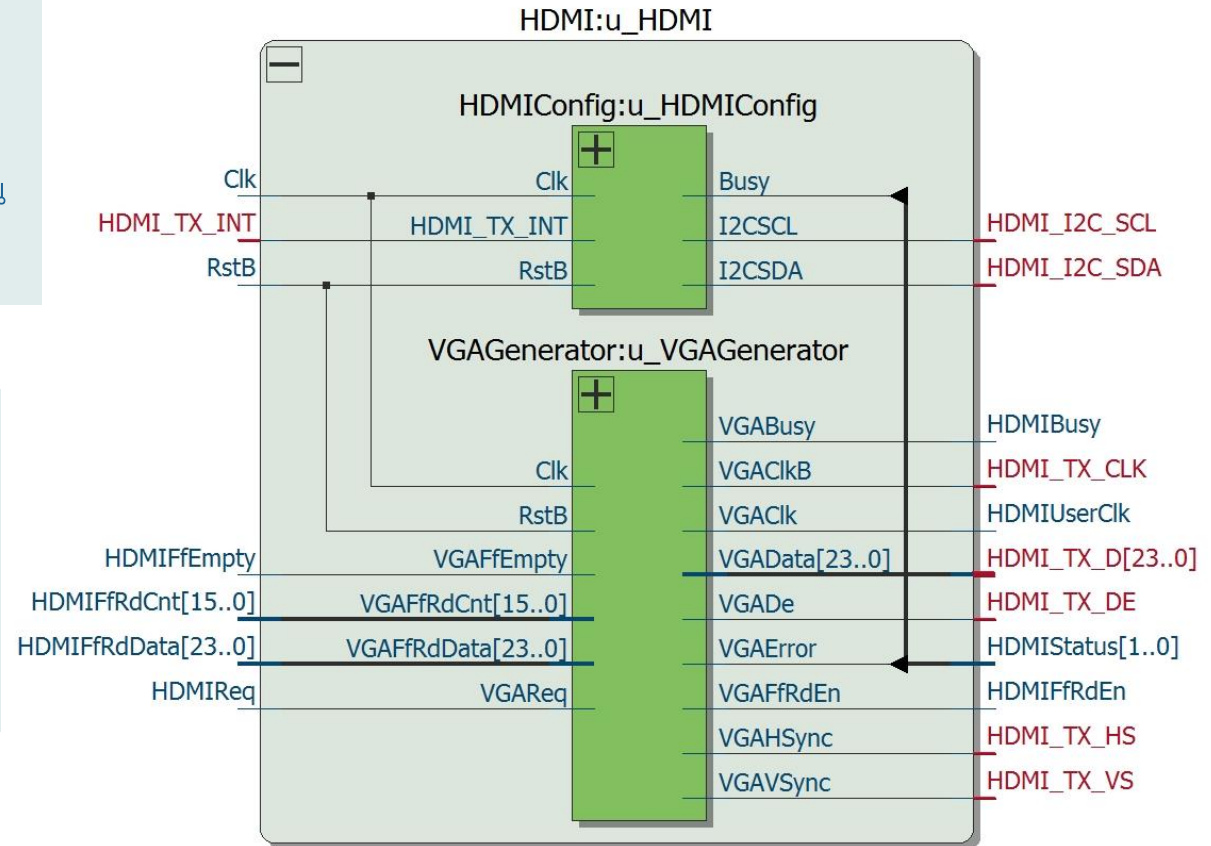 HDMI:u_HDMI
HDMIConfig:u_HDMIConfig
Clk Clk Busy
HDMI_TX_INT HDMI_TX_INT I2CSCL HDMI_I2C_SCL
RstB RstB I2CSDA HDMI_I2C_SDA
VGAGenerator:u_VGAGenerator
VGABusy HDMIBusy
Clk VGAClkB HDMI_TX_CLK
RstB VGAClk HDMIUserClk
HDMIFfEmpty VGAFfEmpty VGAData[23..0] HDMI_TX_D[23..0]
HDMIFfRdCnt[15..0] VGAFfRdCnt[15..0] VGADe HDMI_TX_DE
HDMIFfRdData[23..0] VGAFfRdData[23..0] VGAError HDMIStatus[1..0]
HDMIReq VGAReq VGAFfRdEn HDMIFfRdEn
VGAHSync HDMI_TX_HS
VGAVSync HDMI_TX_VS